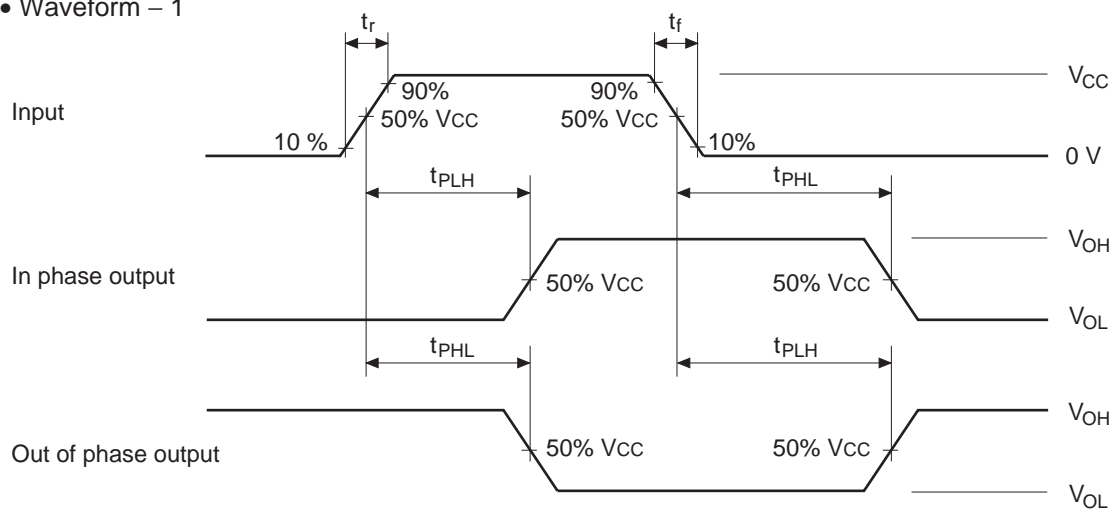 • Waveform – 1
tr
tf
VCC
Input
90%
90%
50% VCC
50% VCC
10 %
10%
0 V
tPLH
tPHL
VOH
In phase output
50% VCC
50% VCC
VOL
tPHL
tPLH
VOH
Out of phase output
50% VCC
50% VCC
VOL